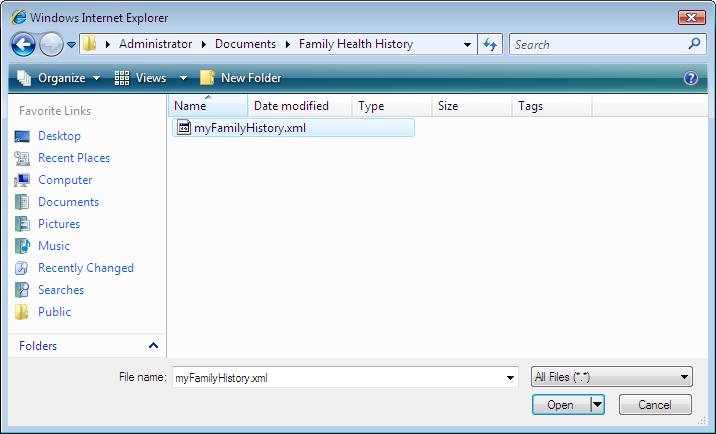 Windows Internet Explorer
Administrator Documents Family Health History Search
Organize Views New Folder
Favorite Links
Desktop
Recent Places
Computer
Documents
Pictures
Music
Recently Changed
Searches
Public
Folders
Name Date modified Type Size Tags
myFamilyHistory.xml
File name: myFamilyHistory.xml All Files (*.*)
Open Cancel